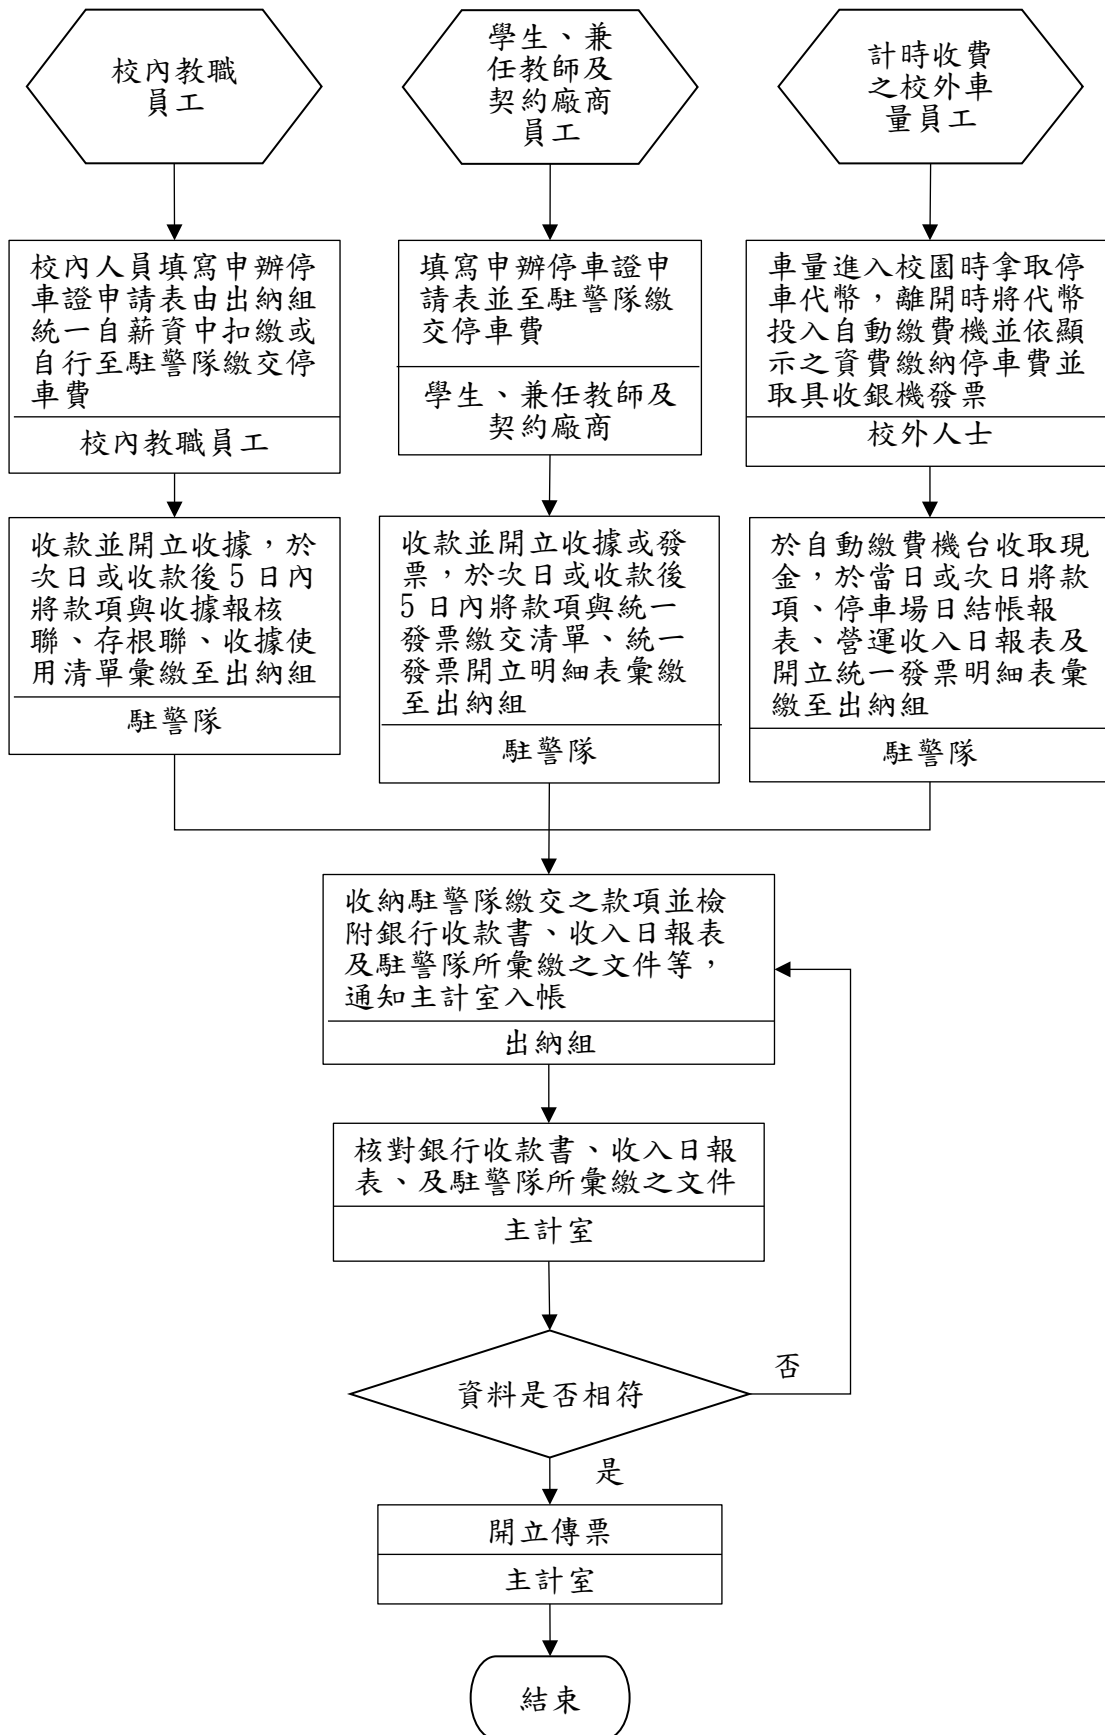 校內教職
員工
學生、兼
任教師及
契約廠商
員工
計時收費
之校外車
量員工
校內人員填寫申辦停
車證申請表由出納組
統一自薪資中扣繳或
自行至駐警隊繳交停
車費
校內教職員工
填寫申辦停車證申
請表並至駐警隊繳
交停車費
學生、兼任教師及
契約廠商
車量進入校園時拿取停
車代幣，離開時將代幣
投入自動繳費機並依顯
示之資費繳納停車費並
取具收銀機發票
校外人士
收款並開立收據，於
次日或收款後5日內
將款項與收據報核
聯、存根聯、收據使
用清單彙繳至出納組
駐警隊
收款並開立收據或發
票，於次日或收款後
5日內將款項與統一
發票繳交清單、統一
發票開立明細表彙繳
至出納組
駐警隊
於自動繳費機台收取現
金，於當日或次日將款
項、停車場日結帳報
表、營運收入日報表及
開立統一發票明細表彙
繳至出納組
駐警隊
收納駐警隊繳交之款項並檢
附銀行收款書、收入日報表
及駐警隊所彙繳之文件等，
通知主計室入帳
出納組
核對銀行收款書、收入日報
表、及駐警隊所彙繳之文件
主計室
資料是否相符
否
是
開立傳票
主計室
結束